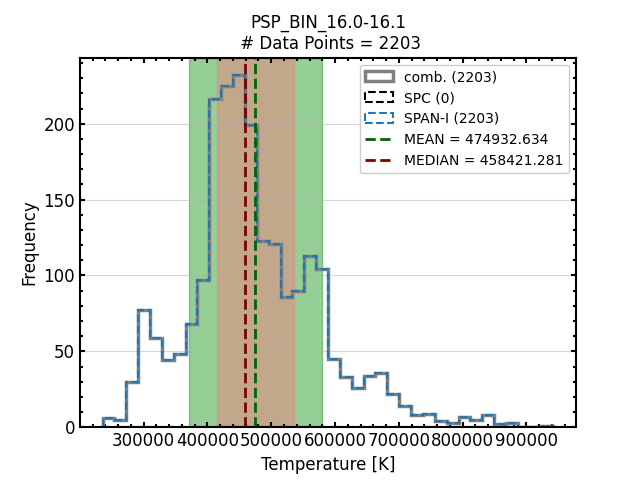 PSP_BIN_16.0-16.1
# Data Points = 2203
comb. (2203)
SPC (0)
SPAN-I (2203)
MEAN = 474932.634
MEDIAN = 458421.281
Frequency
200
150
100
50
0
300000 400000 500000 600000 700000 800000 900000
Temperature [K]